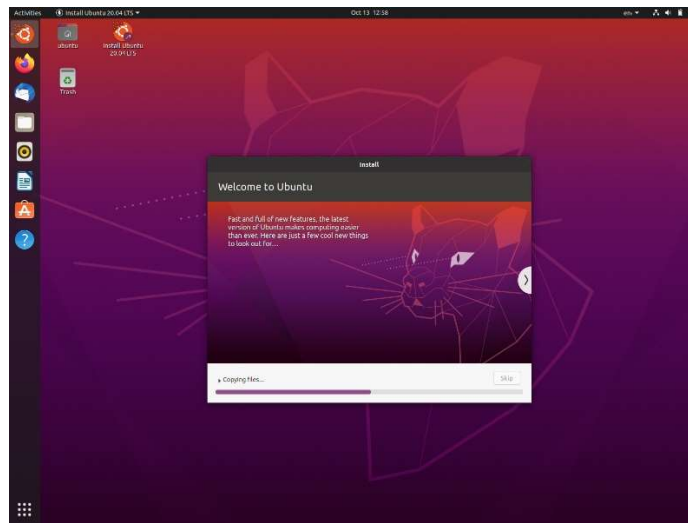 Activities
Install Ubuntu 20.04 LTS
Oct 13 12:56
en
ubuntu
Install Ubuntu
20.04 LTS
Trash
Install
Welcome to Ubuntu
Fast and full of new features, the latest
version of Ubuntu makes computing easier
than ever. Here are just a few cool new things
to look out for...
Copying files...
Skip